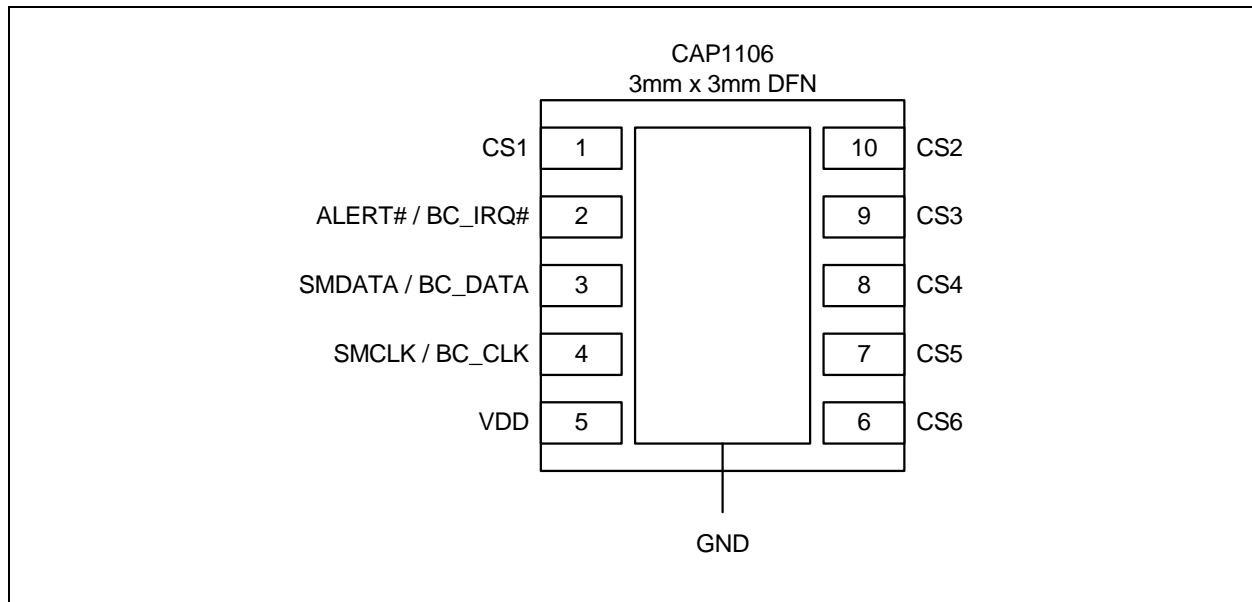 CAP1106
3mm x 3mm DFN
CS1 1 10 CS2
ALERT# / BC_IRQ# 2 9 CS3
SMDATA / BC_DATA 3 8 CS4
SMCLK / BC_CLK 4 7 CS5
VDD 5 6 CS6
GND